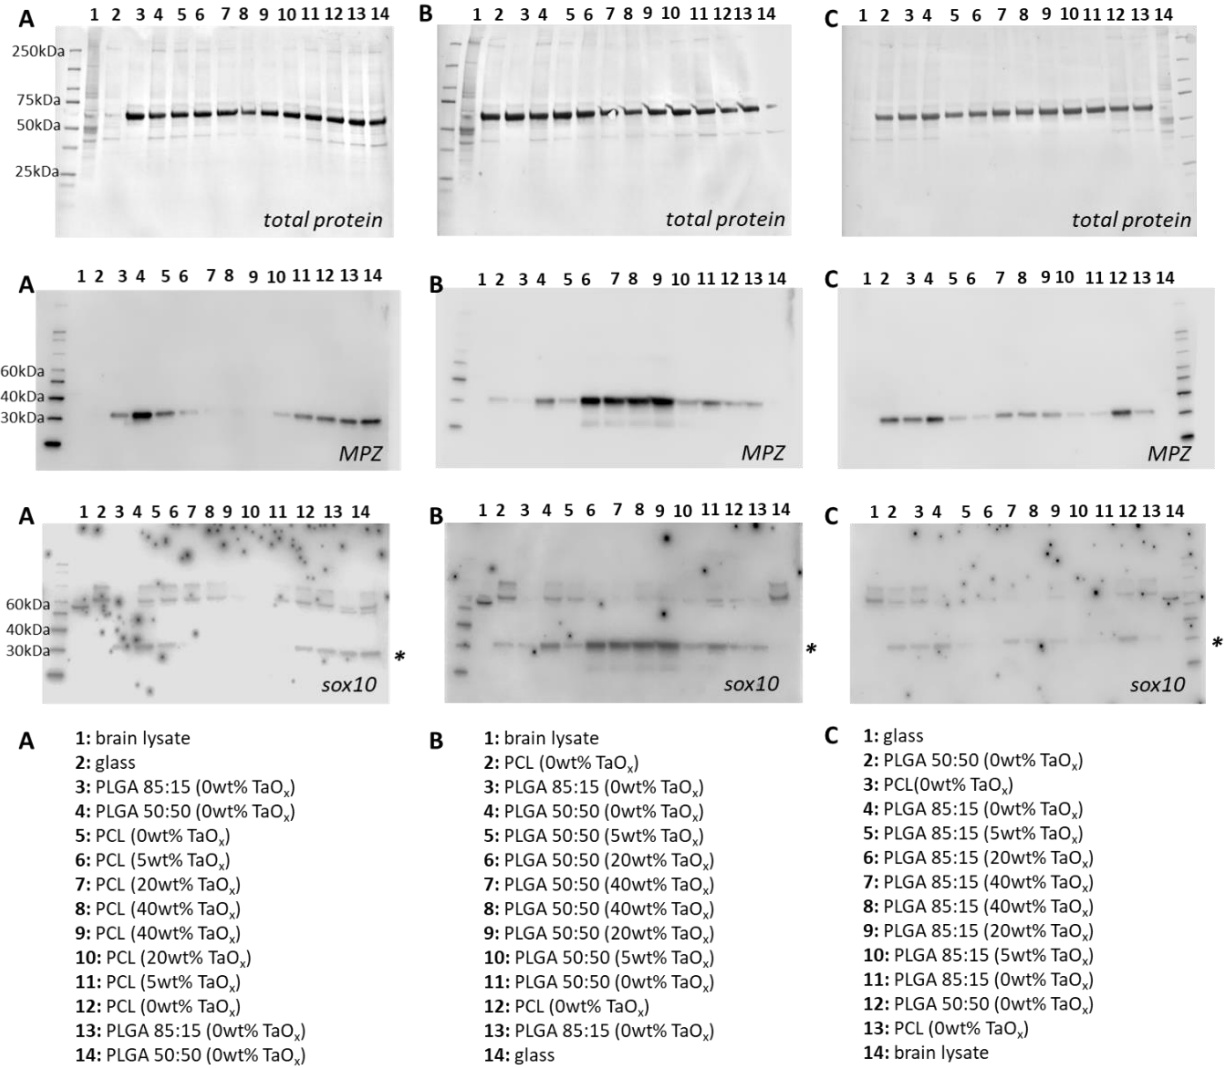 A 1 2 3 4 5 6 7 8 9 10 11 12 13 14
B 1 2 3 4 5 6 7 8 9 10 11 12 13 14
C 1 2 3 4 5 6 7 8 9 10 11 12 13 14
250kDa
75kDa
50kDa
25kDa
total protein
total protein
total protein
A 1 2 3 4 5 6 7 8 9 10 11 12 13 14
B 1 2 3 4 5 6 7 8 9 10 11 12 13 14
C 1 2 3 4 5 6 7 8 9 10 11 12 13 14
60kDa
40kDa
30kDa
MPZ
MPZ
MPZ
A 1 2 3 4 5 6 7 8 9 10 11 12 13 14
B 1 2 3 4 5 6 7 8 9 10 11 12 13 14
C 1 2 3 4 5 6 7 8 9 10 11 12 13 14
60kDa
40kDa
30kDa
*
*
*
sox10
sox10
sox10
A
1: brain lysate
2: glass
3: PLGA 85:15 (0wt% TaOx)
4: PLGA 50:50 (0wt% TaOx)
5: PCL (0wt% TaOx)
6: PCL (5wt% TaOx)
7: PCL (20wt% TaOx)
8: PCL (40wt% TaOx)
9: PCL (40wt% TaOx)
10: PCL (20wt% TaOx)
11: PCL (5wt% TaOx)
12: PCL (0wt% TaOx)
13: PLGA 85:15 (0wt% TaOx)
14: PLGA 50:50 (0wt% TaOx)
B
1: brain lysate
2: PCL (0wt% TaOx)
3: PLGA 85:15 (0wt% TaOx)
4: PLGA 50:50 (0wt% TaOx)
5: PLGA 50:50 (5wt% TaOx)
6: PLGA 50:50 (20wt% TaOx)
7: PLGA 50:50 (40wt% TaOx)
8: PLGA 50:50 (40wt% TaOx)
9: PLGA 50:50 (20wt% TaOx)
10: PLGA 50:50 (5wt% TaOx)
11: PLGA 50:50 (0wt% TaOx)
12: PCL (0wt% TaOx)
13: PLGA 85:15 (0wt% TaOx)
14: glass
C
1: glass
2: PLGA 50:50 (0wt% TaOx)
3: PCL(0wt% TaOx)
4: PLGA 85:15 (0wt% TaOx)
5: PLGA 85:15 (5wt% TaOx)
6: PLGA 85:15 (20wt% TaOx)
7: PLGA 85:15 (40wt% TaOx)
8: PLGA 85:15 (40wt% TaOx)
9: PLGA 85:15 (20wt% TaOx)
10: PLGA 85:15 (5wt% TaOx)
11: PLGA 85:15 (0wt% TaOx)
12: PLGA 50:50 (0wt% TaOx)
13: PCL (0wt% TaOx)
14: brain lysate